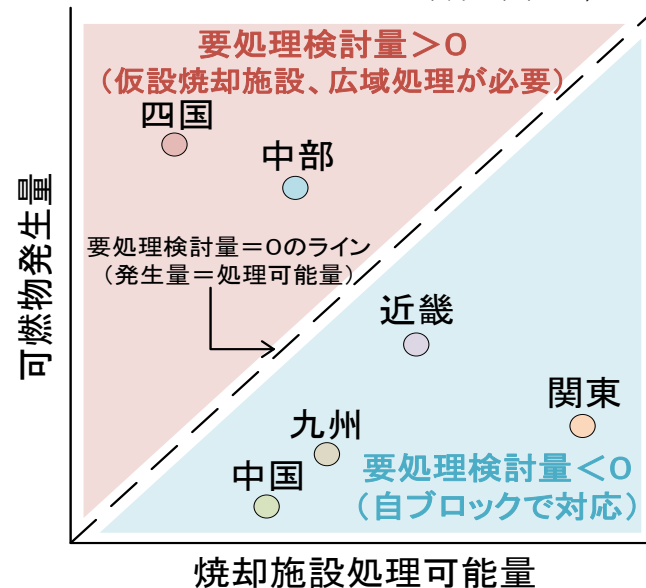 要処理検討量＞0
（仮設焼却施設、広域処理が必要）
四国
中部
要処理検討量＝0のライン
（発生量＝処理可能量）
近畿
関東
九州
中国
要処理検討量＜0
（自ブロックで対応）
可燃物発生量
焼却施設処理可能量